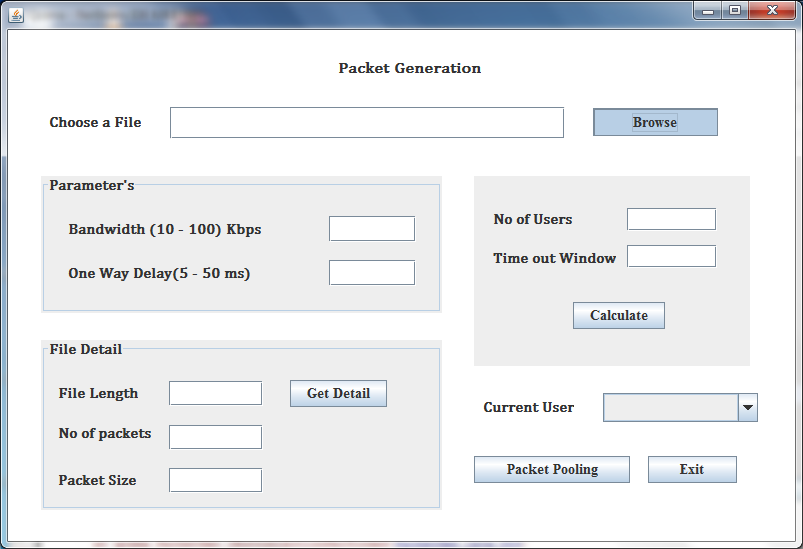 Packet Generation
Choose a File
Browse
Parameter's
Bandwidth (10 - 100) Kbps
One Way Delay(5 - 50 ms)
No of Users
Time out Window
Calculate
File Detail
File Length
Get Detail
No of packets
Packet Size
Current User
Packet Pooling
Exit